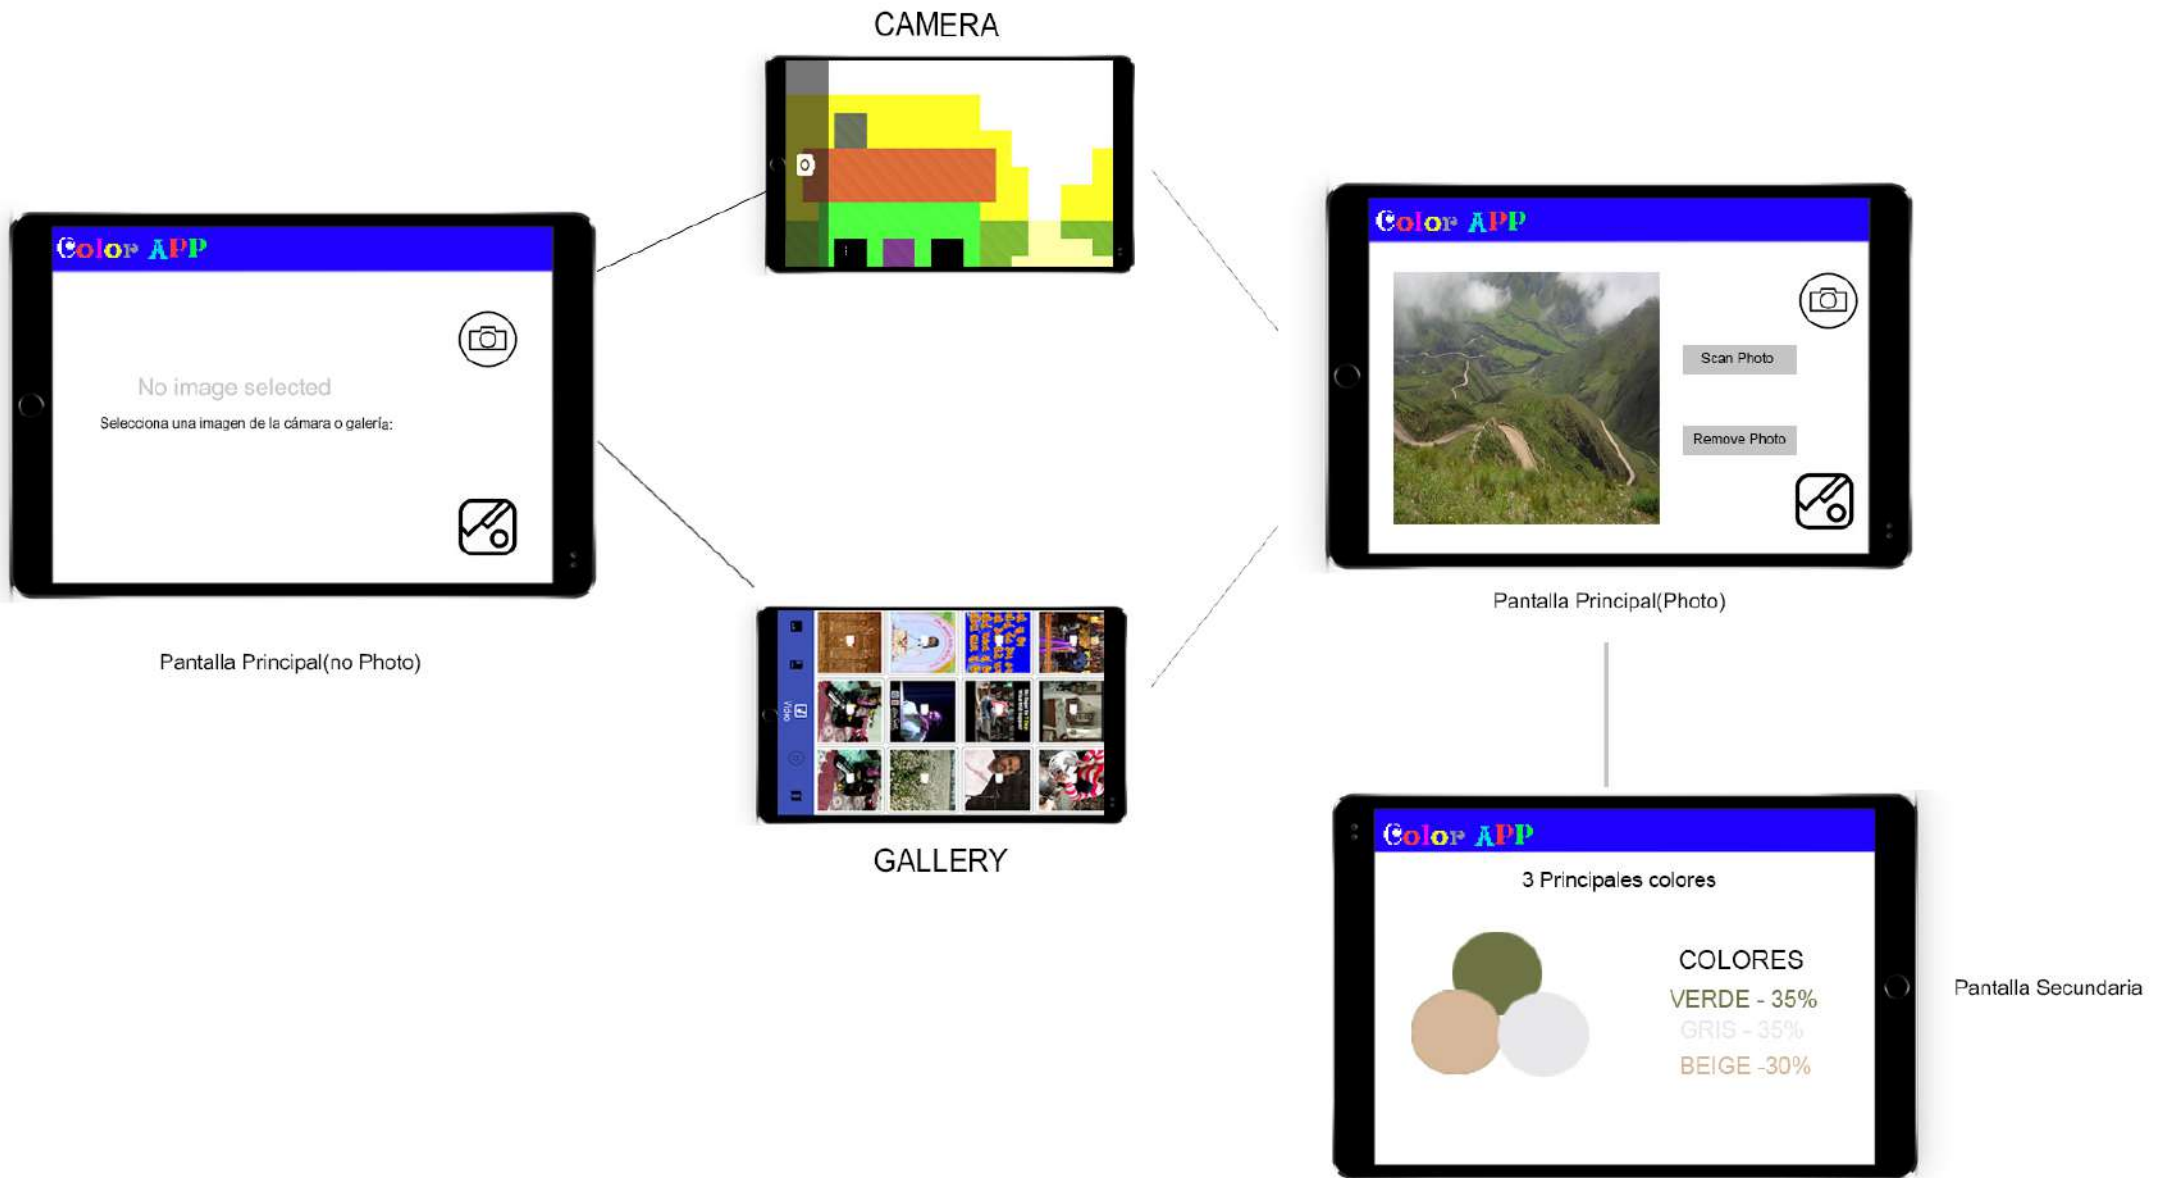 CAMERA
Color APP
No image selected
Selecciona una imagen de la cámara o galería:
Pantalla Principal(no Photo)
Video
GALLERY
Color APP
Scan Photo
Remove Photo
Pantalla Principal(Photo)
Color APP
3 Principales colores
COLORES
VERDE - 35%
GRIS - 35%
BEIGE -30%
Pantalla Secundaria